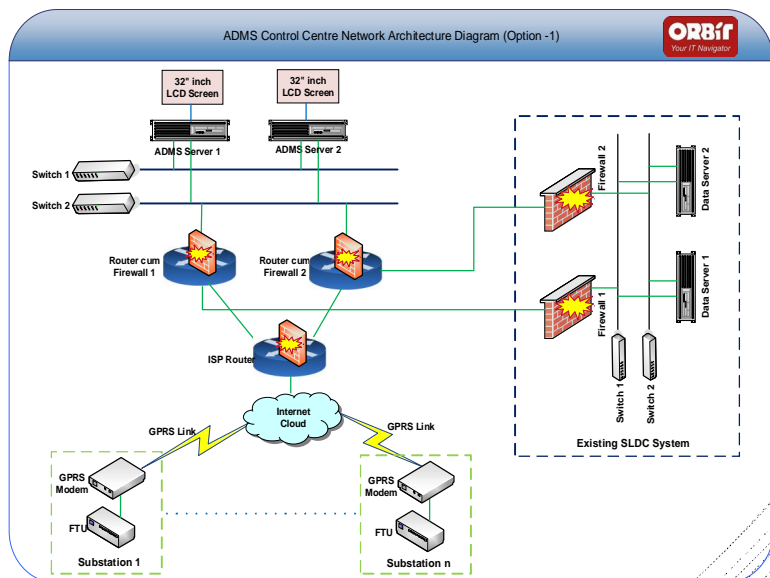 ADMS Control Centre Network Architecture Diagram (Option -1)
ORBIT
Your IT Navigator
32" inch
LCD Screen
32" inch
LCD Screen
ADMS Server 1
ADMS Server 2
Switch 1
Switch 2
Router cum
Firewall 1
Router cum
Firewall 2
ISP Router
Internet
Cloud
GPRS Link
GPRS Link
GPRS
Modem
FTU
Substation 1
GPRS
Modem
FTU
Substation n
Firewall 2
Data Server 2
Firewall 1
Data Server 1
Switch 1
Switch 2
Existing SLDC System